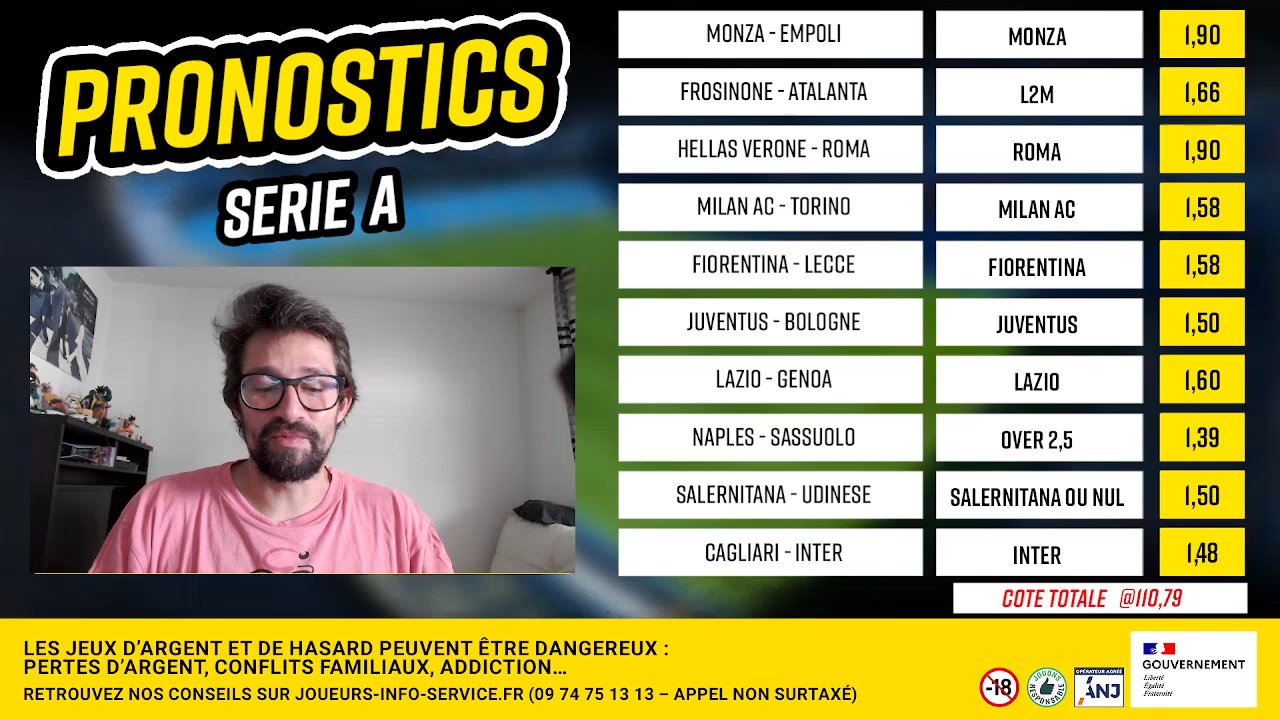 PRONOSTICS
SERIE A
MONZA - EMPOLI MONZA 1,90
FROSINONE - ATALANTA L2M 1,66
HELLAS VERONE - ROMA ROMA 1,90
MILAN AC - TORINO MILAN AC 1,58
FIORENTINA - LECCE FIORENTINA 1,58
JUVENTUS - BOLOGNE JUVENTUS 1,50
LAZIO - GENOA LAZIO 1,60
NAPLES - SASSUOLO OVER 2,5 1,39
SALERNITANA - UDINESE SALERNITANA OU NUL 1,50
CAGLIARI - INTER INTER 1,48
COTE TOTALE @110,79
LES JEUX D'ARGENT ET DE HASARD PEUVENT ÊTRE DANGEREUX :
PERTES D'ARGENT, CONFLITS FAMILIAUX, ADDICTION…
RETROUVEZ NOS CONSEILS SUR JOUEURS-INFO-SERVICE.FR (09 74 75 13 13 – APPEL NON SURTAXÉ)
-18
JOUONS
RESPONSABLE
OPÉRATEUR AGRÉÉ
ANJ
GOUVERNEMENT
Liberté
Égalité
Fraternité